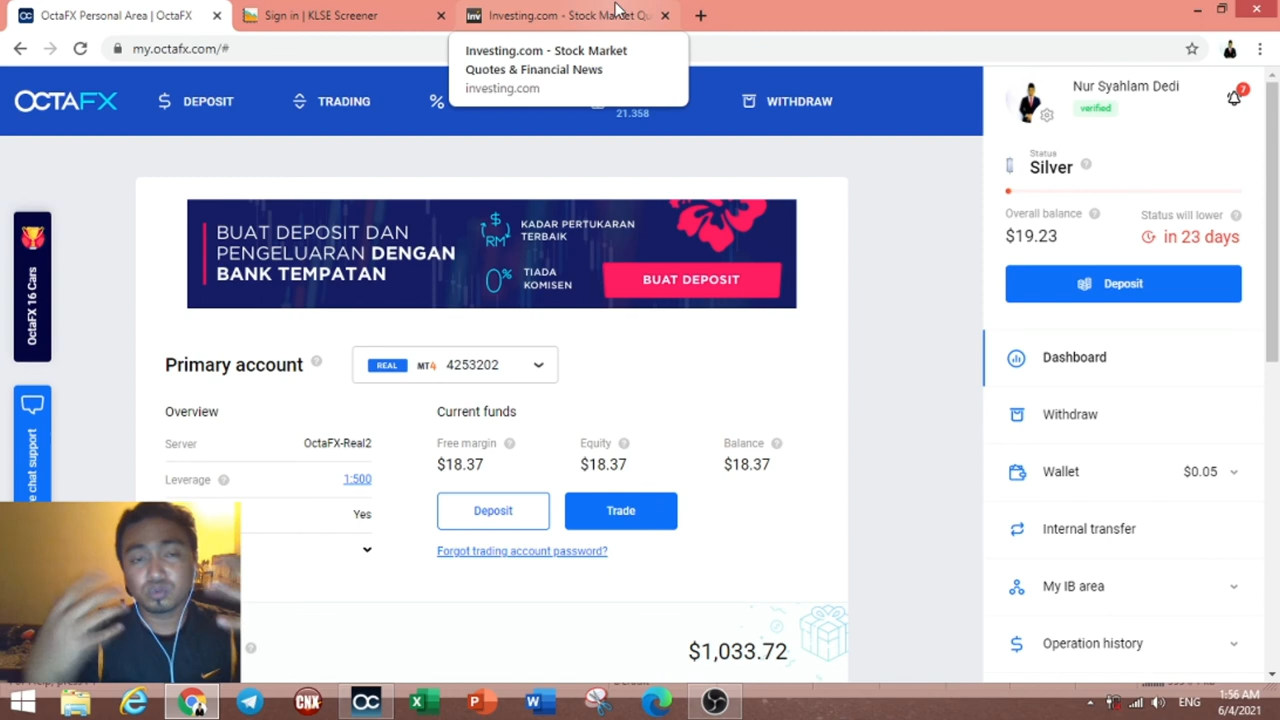 OctaFX Personal Area | OctaFX
Sign in | KLSE Screener
Inv
Investing.com - Stock Market Qu
my.octafx.com/#
Investing.com - Stock Market
Quotes & Financial News
investing.com
OCTAFX
DEPOSIT
TRADING
%
21.358
WITHDRAW
Nur Syahlam Dedi
verified
7
Status
Silver
Overall balance
$19.23
Status will lower
in 23 days
Deposit
OctaFX 16 Cars
BUAT DEPOSIT DAN
PENGELUARAN DENGAN
BANK TEMPATAN
$
RM
KADAR PERTUKARAN
TERBAIK
0%
TIADA
KOMISEN
BUAT DEPOSIT
Primary account
REAL MT4 4253202
Overview
Server OctaFX-Real2
Leverage 1:500
Yes
Current funds
Free margin
$18.37
Equity
$18.37
Balance
$18.37
Deposit
Trade
Forgot trading account password?
chat support
$1,033.72
Dashboard
Withdraw
Wallet $0.05
Internal transfer
My IB area
Operation history
CNX
OC
ENG
1:56 AM
6/4/2021